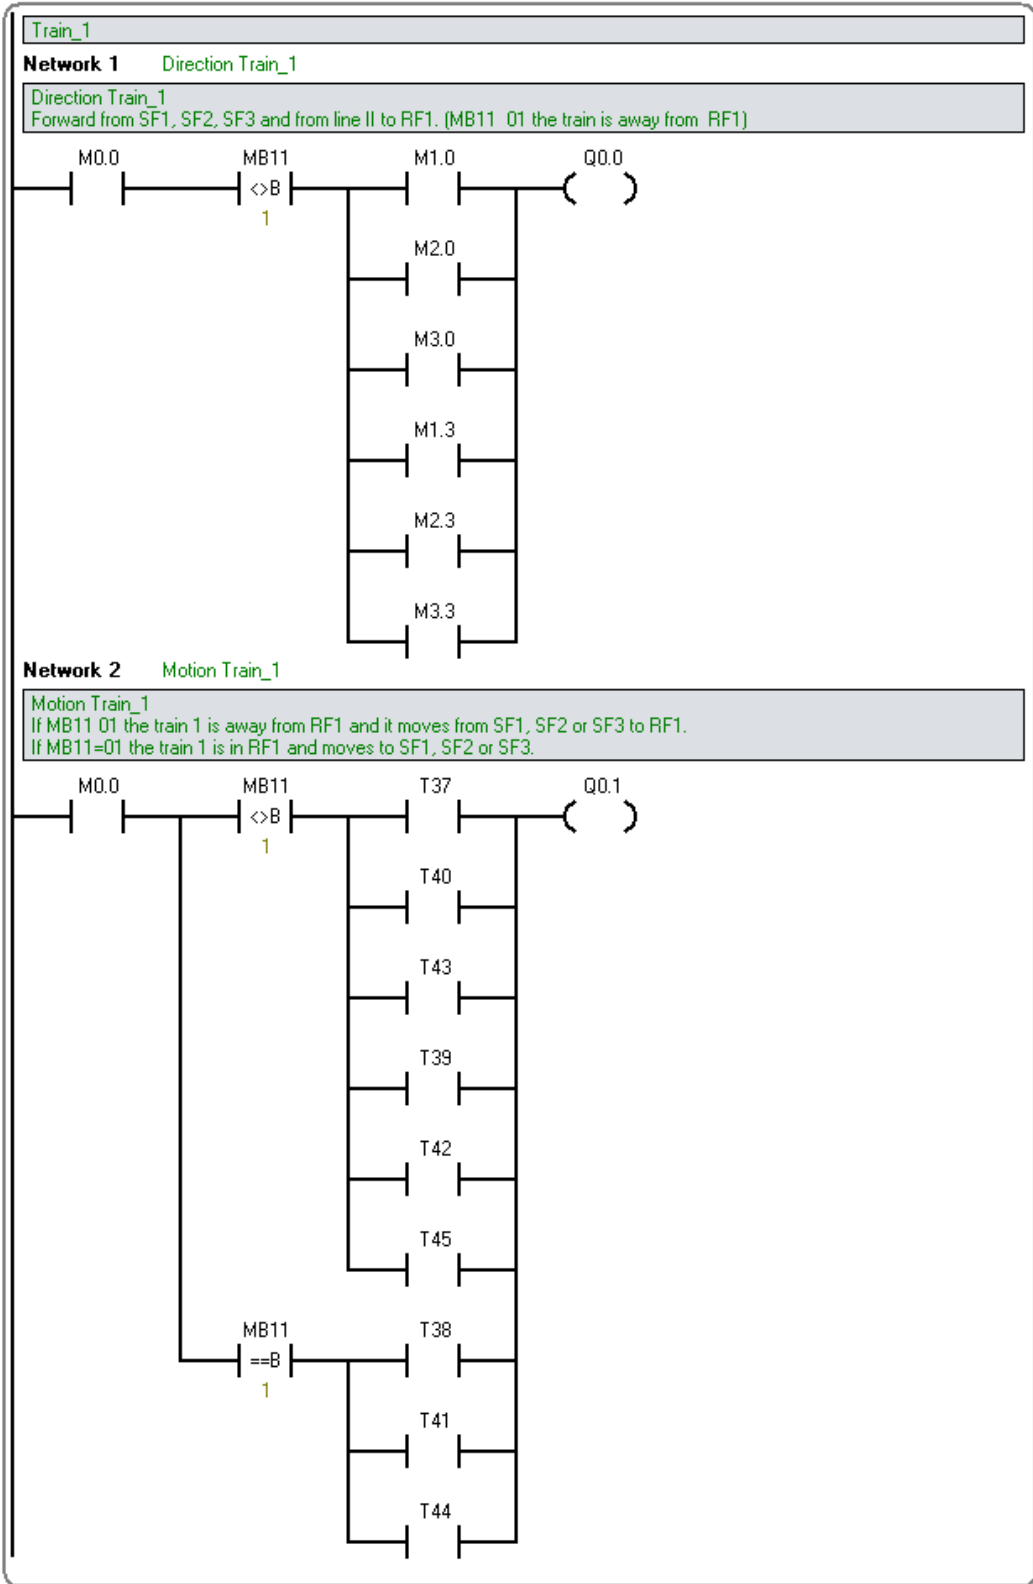 Train_1
Network 1 Direction Train_1
Direction Train_1
Forward from SF1, SF2, SF3 and from line II to RF1. (MB11 01 the train is away from RF1)
M0.0 MB11 M1.0 Q0.0
<>B
1
M2.0
M3.0
M1.3
M2.3
M3.3
Network 2 Motion Train_1
Motion Train_1
If MB11 01 the train 1 is away from RF1 and it moves from SF1, SF2 or SF3 to RF1.
If MB11=01 the train 1 is in RF1 and moves to SF1, SF2 or SF3.
M0.0 MB11 T37 Q0.1
<>B
1
T40
T43
T39
T42
T45
MB11 T38
==B
1
T41
T44